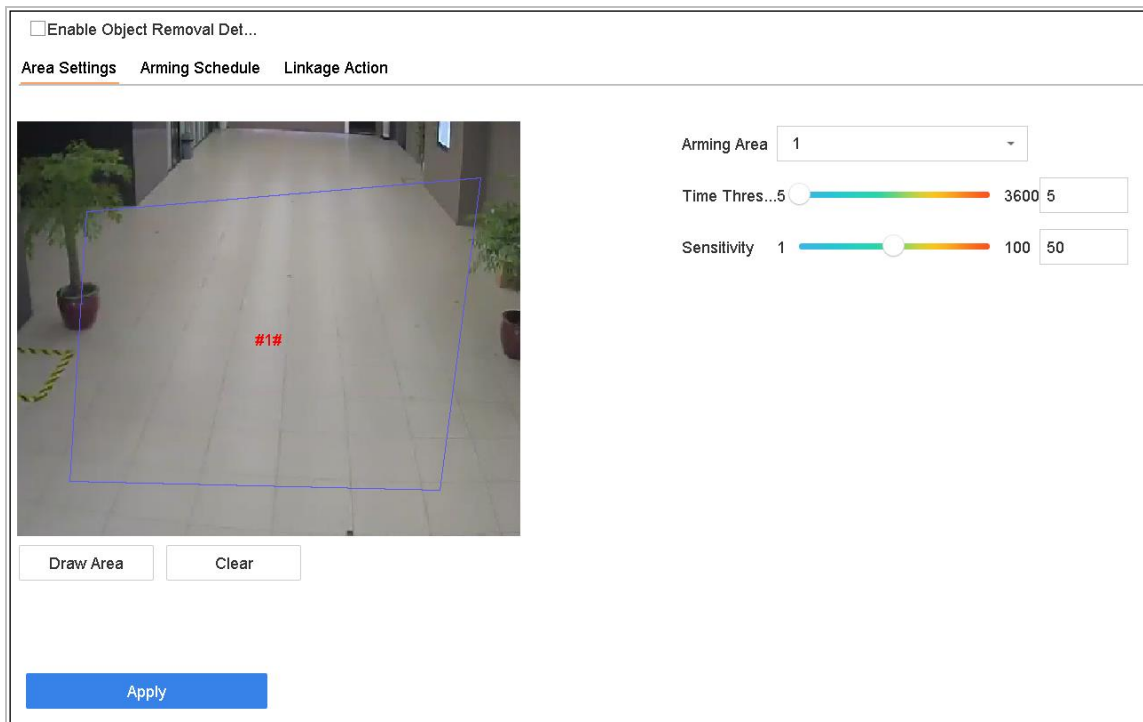 Enable Object Removal Det...
Area Settings Arming Schedule Linkage Action
Arming Area 1
Time Thres...5 3600 5
Sensitivity 1 100 50
#1#
Draw Area Clear
Apply